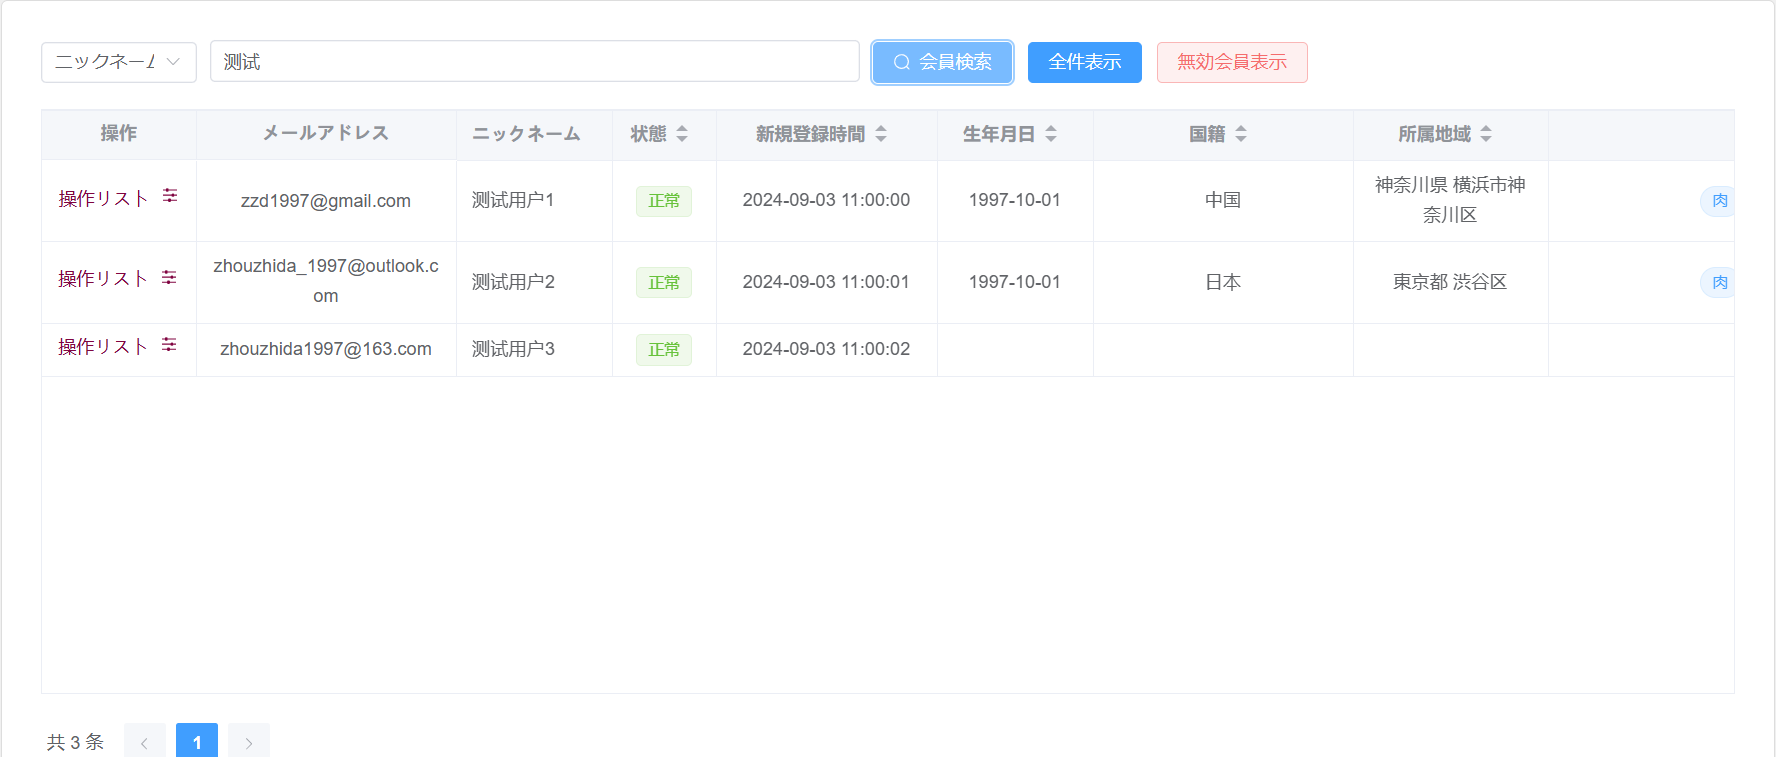 ニックネーム 测试 会員検索 全件表示 無効会員表示
操作 メールアドレス ニックネーム 状態 新規登録時間 生年月日 国籍 所属地域
操作リスト zzd1997@gmail.com 测试用户1 正常 2024-09-03 11:00:00 1997-10-01 中国 神奈川県 横浜市神
奈川区 肉
操作リスト zhouzhida_1997@outlook.c
om 测试用户2 正常 2024-09-03 11:00:01 1997-10-01 日本 東京都 渋谷区 肉
操作リスト zhouzhida1997@163.com 测试用户3 正常 2024-09-03 11:00:02
共 3 条 1